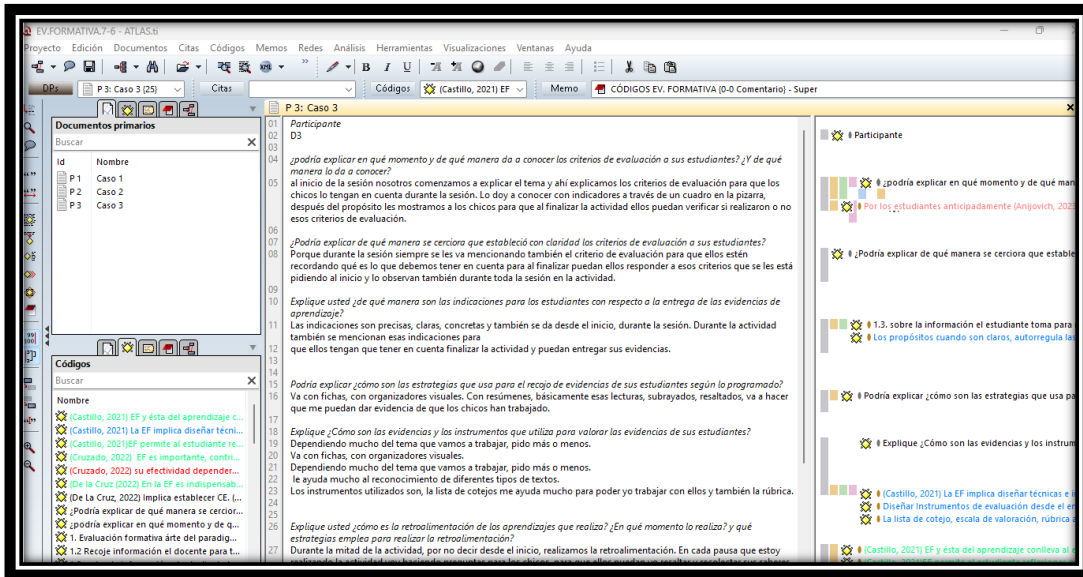 EV.FORMATIVA.7-6 - ATLAS.ti
Proyecto Edición Documentos Citas Códigos Memos Redes Análisis Herramientas Visualizaciones Ventanas Ayuda
B I U
DPs P 3: Caso 3 {25} Citas Códigos (Castillo, 2021) EF Memo CÓDIGOS EV. FORMATIVA {0-0 Comentario} - Super
Documentos primarios
Buscar
Id Nombre
P 1 Caso 1
P 2 Caso 2
P 3 Caso 3
Códigos
Buscar
Nombre
(Castillo, 2021) EF y ésta del aprendizaje c...
(Castillo, 2021) La EF implica diseñar técni...
(Castillo, 2021)EF permite al estudiante re...
(Cruzado, 2022) EF es importante, contri...
(Cruzado, 2022) su efectividad depender...
(De la Cruz (2022) En la EF es indispensab...
(De La Cruz, 2022) Implica establecer CE. (...
¿Podría explicar de qué manera se cercior...
¿podría explicar en qué momento y de q...
1. Evaluación formativa árte del paradig...
1.2 Recoje información el docente para t...
P 3: Caso 3
01 Participante
02 D3
03
04 ¿podría explicar en qué momento y de qué manera da a conocer los criterios de evaluación a sus estudiantes? ¿Y de qué
manera lo da a conocer?
05 al inicio de la sesión nosotros comenzamos a explicar el tema y ahí explicamos los criterios de evaluación para que los
chicos lo tengan en cuenta durante la sesión. Lo doy a conocer con indicadores a través de un cuadro en la pizarra,
después del propósito les mostramos a los chicos para que al finalizar la actividad ellos puedan verificar si realizaron o no
esos criterios de evaluación.
06
07 ¿Podría explicar de qué manera se cerciora que estableció con claridad los criterios de evaluación a sus estudiantes?
08 Porque durante la sesión siempre se les va mencionando también el criterio de evaluación para que ellos estén
recordando qué es lo que debemos tener en cuenta para al finalizar puedan ellos responder a esos criterios que se les está
pidiendo al inicio y lo observan también durante toda la sesión en la actividad.
09
10 Explique usted ¿de qué manera son las indicaciones para los estudiantes con respecto a la entrega de las evidencias de
aprendizaje?
11 Las indicaciones son precisas, claras, concretas y también se da desde el inicio, durante la sesión. Durante la actividad
también se mencionan esas indicaciones para
12 que ellos tengan que tener en cuenta finalizar la actividad y puedan entregar sus evidencias.
13
14
15 Podría explicar ¿cómo son las estrategias que usa para el recojo de evidencias de sus estudiantes según lo programado?
16 Va con fichas, con organizadores visuales. Con resúmenes, básicamente esas lecturas, subrayados, resaltados, va a hacer
que me puedan dar evidencia de que los chicos han trabajado.
17
18 Explique ¿Cómo son las evidencias y los instrumentos que utiliza para valorar las evidencias de sus estudiantes?
19 Dependiendo mucho del tema que vamos a trabajar, pido más o menos.
20 Va con fichas, con organizadores visuales.
21 Dependiendo mucho del tema que vamos a trabajar, pido más o menos.
22 le ayuda mucho al reconocimiento de diferentes tipos de textos.
23 Los instrumentos utilizados son, la lista de cotejos me ayuda mucho para poder yo trabajar con ellos y también la rúbrica.
24
25
26 Explique usted ¿cómo es la retroalimentación de los aprendizajes que realiza? ¿En qué momento lo realiza? y qué
estrategias emplea para realizar la retroalimentación?
27 Durante la mitad de la actividad, por no decir desde el inicio, realizamos la retroalimentación. En cada pausa que estoy
Participante
¿podría explicar en qué momento y de qué man
Por los estudiantes anticipadamente (Anijovich, 2023
¿Podría explicar de qué manera se cerciora que estable
1.3. sobre la información el estudiante toma para
Los propósitos cuando son claros, autorregula las
Podría explicar ¿cómo son las estrategias que usa pa
Explique ¿Cómo son las evidencias y los instrum
(Castillo, 2021) La EF implica diseñar técnicas e i
Diseñar Instrumentos de evaluación desde el en
La lista de cotejo, escala de valoración, rúbrica a
(Castillo, 2021) EF y ésta del aprendizaje conlleva al e